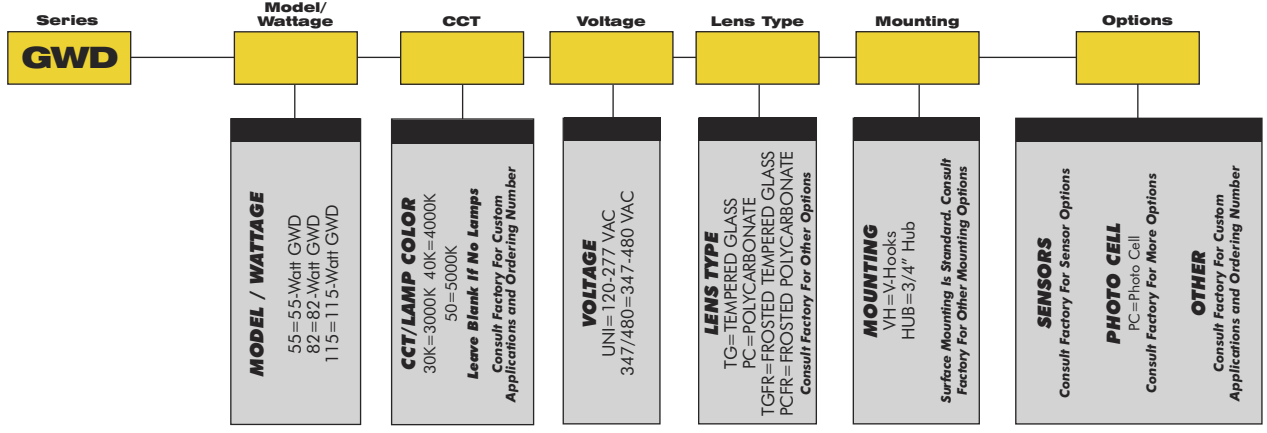 Series
Model/
Wattage
CCT
Voltage
Lens Type
Mounting
Options
GWD
MODEL / WATTAGE
55=55-Watt GWD
82=82-Watt GWD
115=115-Watt GWD
CCT/LAMP COLOR
30K=3000K 40K=4000K
50=5000K
Leave Blank If No Lamps
Consult Factory For Custom
Applications and Ordering Number
VOLTAGE
UNI=120-277 VAC
347/480=347-480 VAC
LENS TYPE
TG=TEMPERED GLASS
PC=POLYCARBONATE
TGFR=FROSTED TEMPERED GLASS
PCFR=FROSTED POLYCARBONATE
Consult Factory For Other Options
MOUNTING
VH=V-Hooks
HUB=3/4" Hub
Surface Mounting Is Standard. Consult
Factory For Other Mounting Options
SENSORS
Consult Factory For Sensor Options
PHOTO CELL
PC=Photo Cell
Consult Factory For More Options
OTHER
Consult Factory For Custom
Applications and Ordering Number